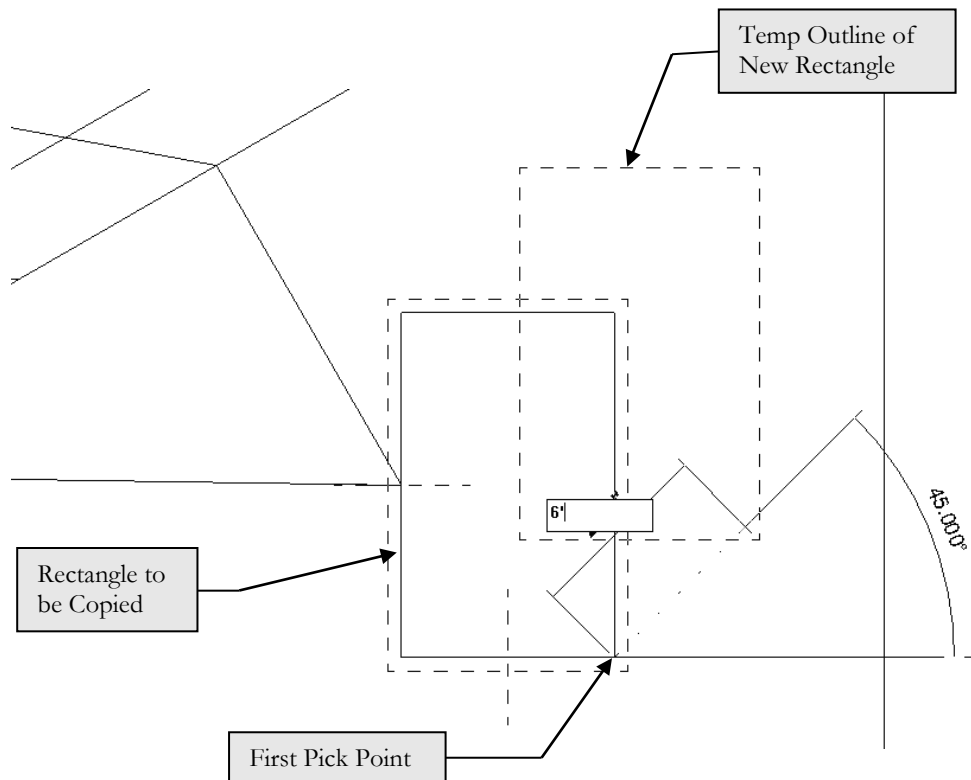 Temp Outline of
New Rectangle
6'
45.000°
Rectangle to
be Copied
First Pick Point